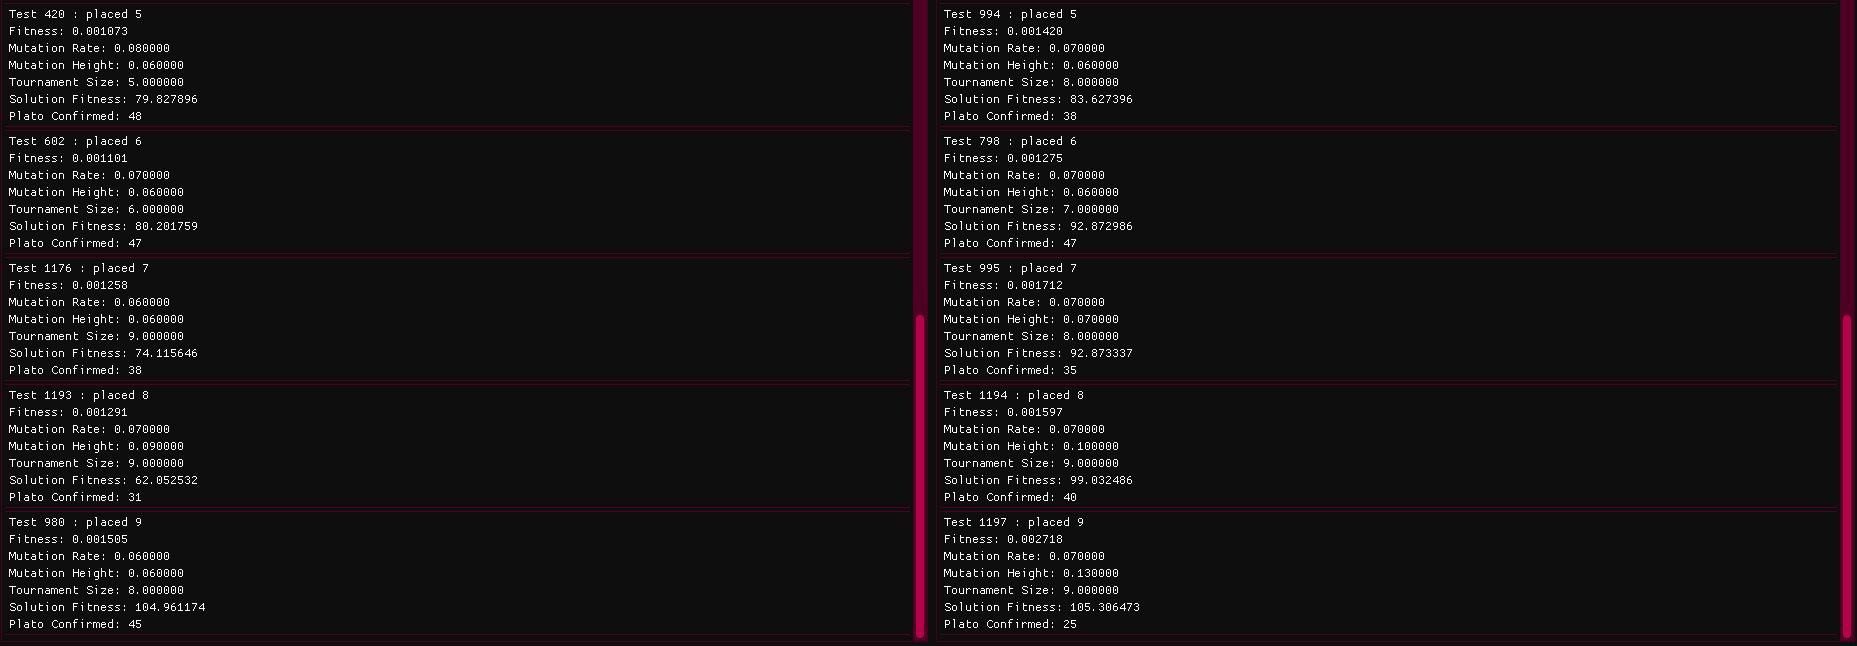 Test 420 : placed 5
Fitness: 0.001073
Mutation Rate: 0.080000
Mutation Height: 0.060000
Tournament Size: 5.000000
Solution Fitness: 79.827896
Plato Confirmed: 48
Test 602 : placed 6
Fitness: 0.001101
Mutation Rate: 0.070000
Mutation Height: 0.060000
Tournament Size: 6.000000
Solution Fitness: 80.201759
Plato Confirmed: 47
Test 1176 : placed 7
Fitness: 0.001258
Mutation Rate: 0.060000
Mutation Height: 0.060000
Tournament Size: 9.000000
Solution Fitness: 74.115646
Plato Confirmed: 38
Test 1193 : placed 8
Fitness: 0.001291
Mutation Rate: 0.070000
Mutation Height: 0.090000
Tournament Size: 9.000000
Solution Fitness: 62.052532
Plato Confirmed: 31
Test 980 : placed 9
Fitness: 0.001505
Mutation Rate: 0.060000
Mutation Height: 0.060000
Tournament Size: 8.000000
Solution Fitness: 104.961174
Plato Confirmed: 45
Test 994 : placed 5
Fitness: 0.001420
Mutation Rate: 0.070000
Mutation Height: 0.060000
Tournament Size: 8.000000
Solution Fitness: 83.627396
Plato Confirmed: 38
Test 798 : placed 6
Fitness: 0.001275
Mutation Rate: 0.070000
Mutation Height: 0.060000
Tournament Size: 7.000000
Solution Fitness: 92.872986
Plato Confirmed: 47
Test 995 : placed 7
Fitness: 0.001712
Mutation Rate: 0.070000
Mutation Height: 0.070000
Tournament Size: 8.000000
Solution Fitness: 92.873337
Plato Confirmed: 35
Test 1194 : placed 8
Fitness: 0.001597
Mutation Rate: 0.070000
Mutation Height: 0.100000
Tournament Size: 9.000000
Solution Fitness: 99.032486
Plato Confirmed: 40
Test 1197 : placed 9
Fitness: 0.002718
Mutation Rate: 0.070000
Mutation Height: 0.130000
Tournament Size: 9.000000
Solution Fitness: 105.306473
Plato Confirmed: 25